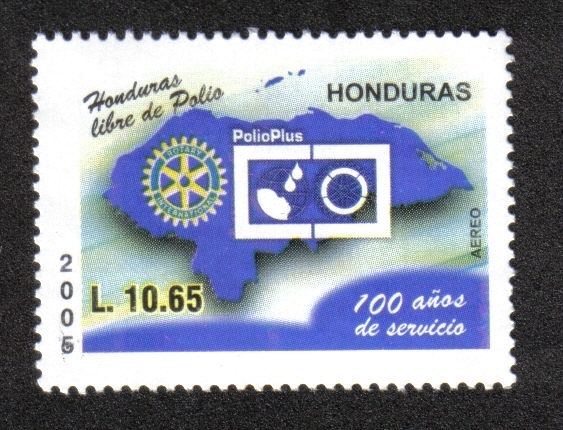 Honduras
libre de Polio
HONDURAS
PolioPlus
ROTARY
INTERNATIONAL
AEREO
2005
L. 10.65
100 años
de servicio